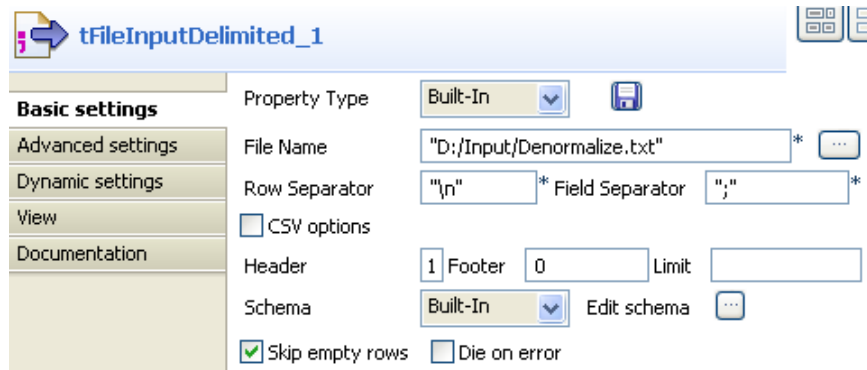 tFileInputDelimited_1
Basic settings
Advanced settings
Dynamic settings
View
Documentation
Property Type Built-In
File Name "D:/Input/Denormalize.txt" * ...
Row Separator "\n" * Field Separator ";" *
CSV options
Header 1 Footer 0 Limit
Schema Built-In Edit schema ...
Skip empty rows Die on error